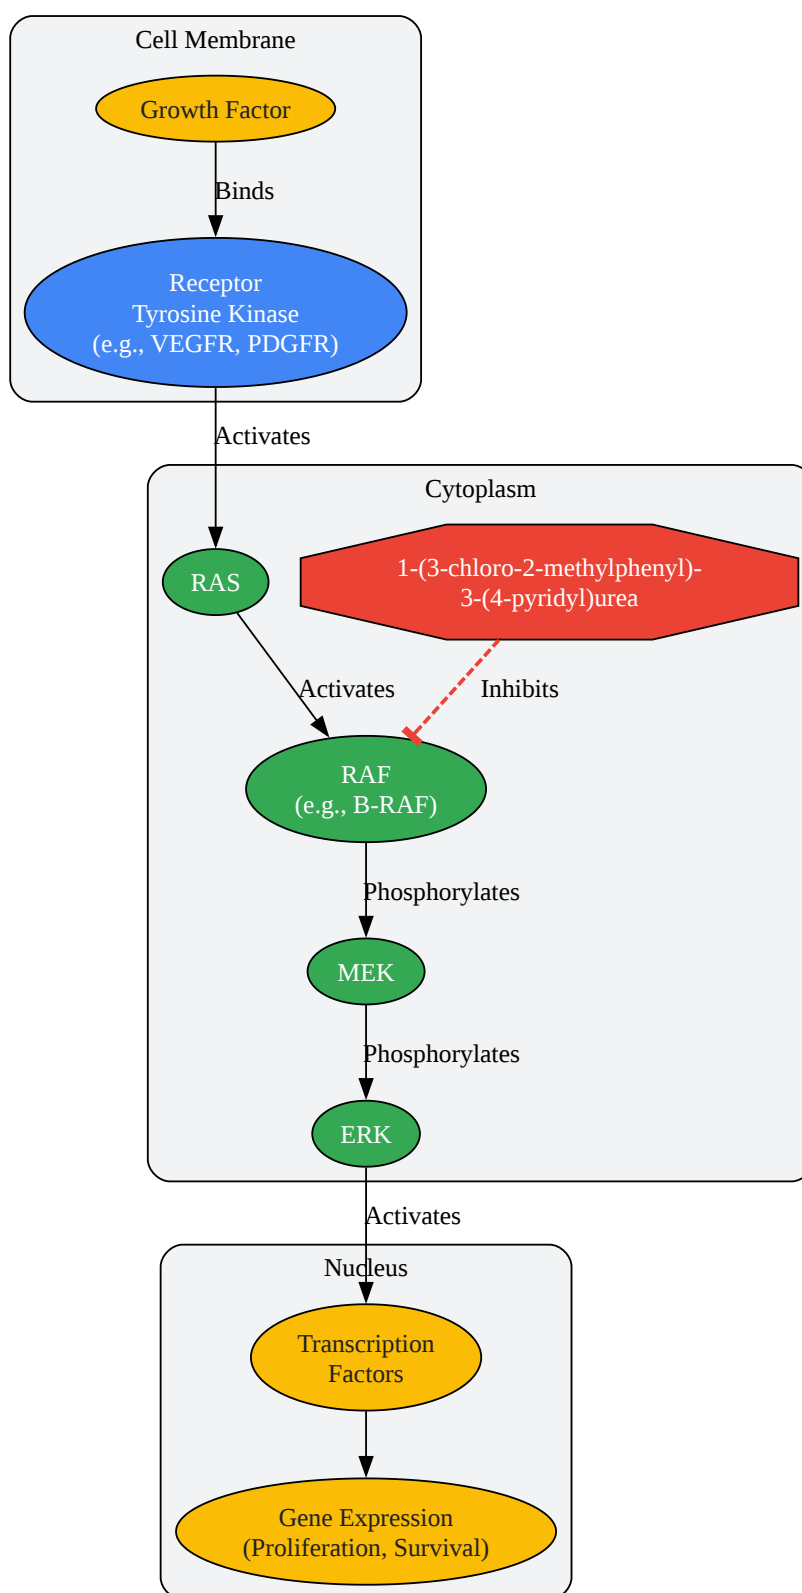 Cell Membrane
Growth Factor
Binds
Receptor
Tyrosine Kinase
(e.g., VEGFR, PDGFR)
Activates
Cytoplasm
RAS
1-(3-chloro-2-methylphenyl)-
3-(4-pyridyl)urea
Activates
Inhibits
RAF
(e.g., B-RAF)
Phosphorylates
MEK
Phosphorylates
ERK
Activates
Nucleus
Transcription
Factors
Gene Expression
(Proliferation, Survival)